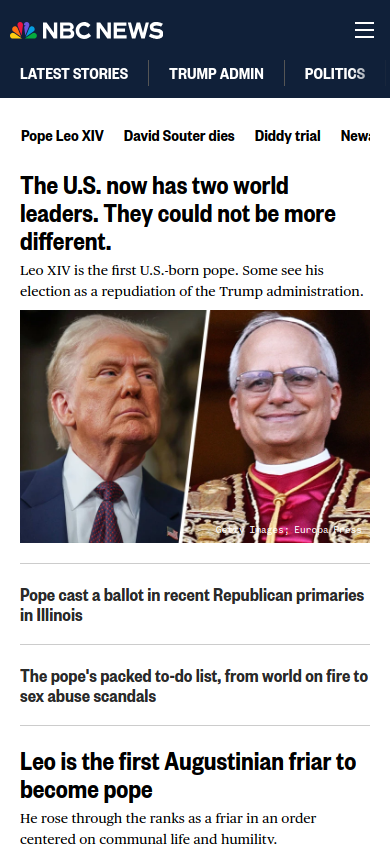 NBC NEWS
LATEST STORIES
TRUMP ADMIN
POLITICS
Pope Leo XIV
David Souter dies
Diddy trial
The U.S. now has two world
leaders. They could not be more
different.
Leo XIV is the first U.S.-born pope. Some see his
election as a repudiation of the Trump administration.
Getty Images; Europa Press
Pope cast a ballot in recent Republican primaries
in Illinois
The pope's packed to-do list, from world on fire to
sex abuse scandals
Leo is the first Augustinian friar to
become pope
He rose through the ranks as a friar in an order
centered on communal life and humility.